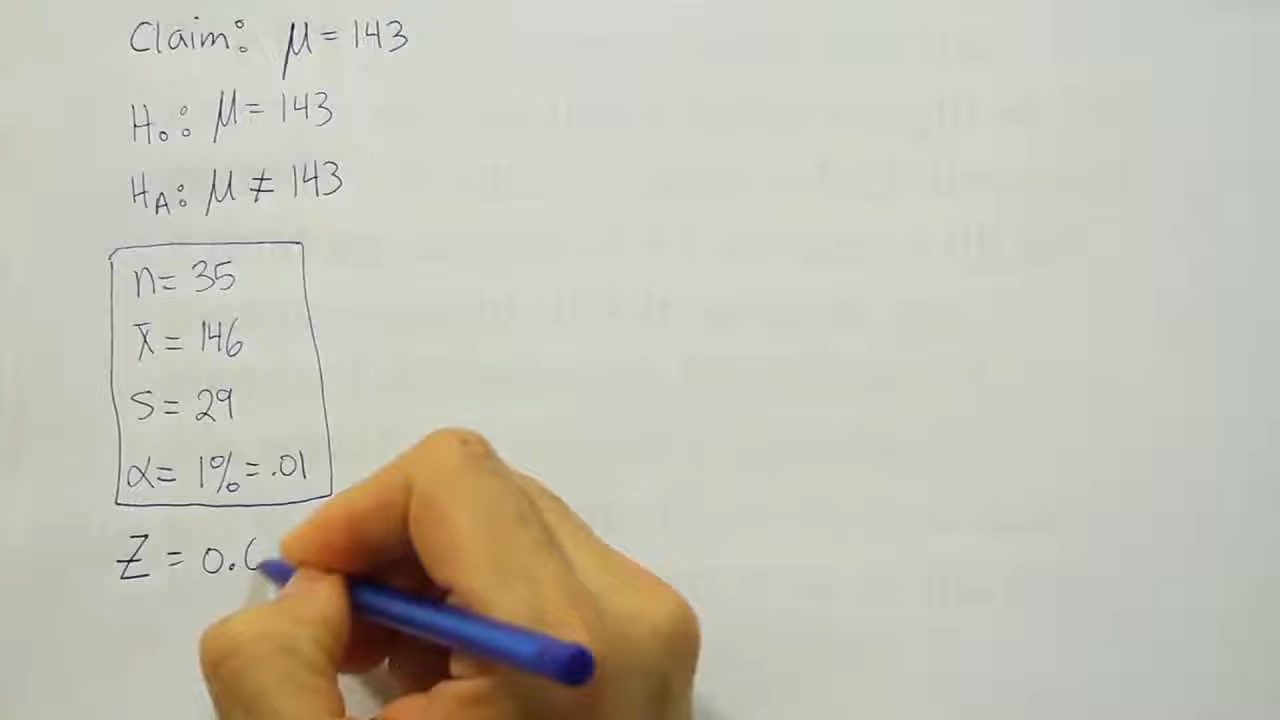 Claim: μ = 143
H₀: μ = 143
Hₐ: μ ≠ 143
n = 35
x̄ = 146
s = 29
α = 1% = .01
Z = 0.